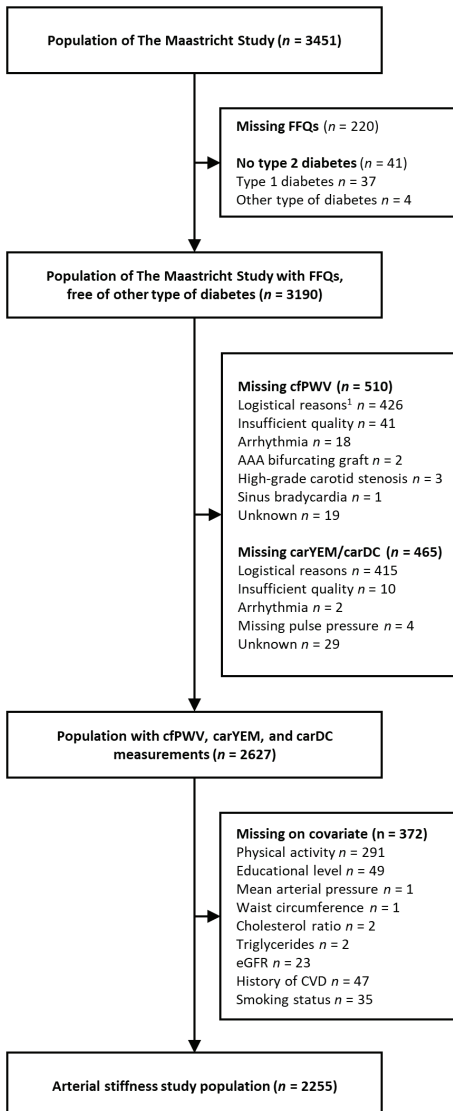 Population of The Maastricht Study (n = 3451)
Missing FFQs (n = 220)
No type 2 diabetes (n = 41)
Type 1 diabetes n = 37
Other type of diabetes n = 4
Population of The Maastricht Study with FFQs,
free of other type of diabetes (n = 3190)
Missing cfPWV (n = 510)
Logistical reasons¹ n = 426
Insufficient quality n = 41
Arrhythmia n = 18
AAA bifurcating graft n = 2
High-grade carotid stenosis n = 3
Sinus bradycardia n = 1
Unknown n = 19
Missing carYEM/carDC (n = 465)
Logistical reasons n = 415
Insufficient quality n = 10
Arrhythmia n = 2
Missing pulse pressure n = 4
Unknown n = 29
Population with cfPWV, carYEM, and carDC
measurements (n = 2627)
Missing on covariate (n = 372)
Physical activity n = 291
Educational level n = 49
Mean arterial pressure n = 1
Waist circumference n = 1
Cholesterol ratio n = 2
Triglycerides n = 2
eGFR n = 23
History of CVD n = 47
Smoking status n = 35
Arterial stiffness study population (n = 2255)